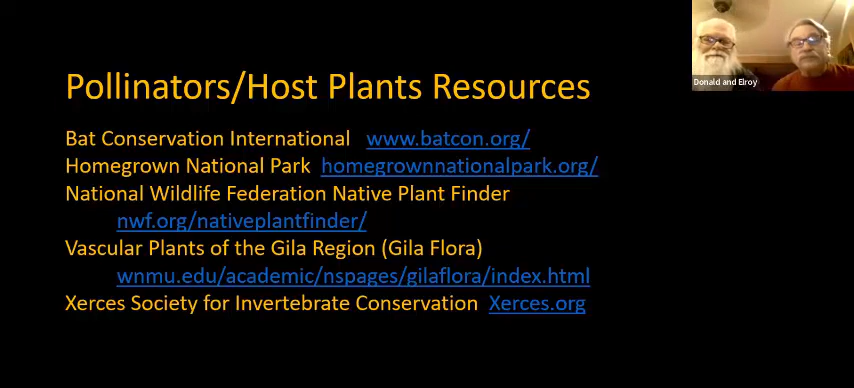 Pollinators/Host Plants Resources
Bat Conservation International www.batcon.org/
Homegrown National Park homegrownnationalpark.org/
National Wildlife Federation Native Plant Finder
nwf.org/nativeplantfinder/
Vascular Plants of the Gila Region (Gila Flora)
wnmu.edu/academic/nspages/gilaflora/index.html
Xerces Society for Invertebrate Conservation Xerces.org
Donald and Elroy